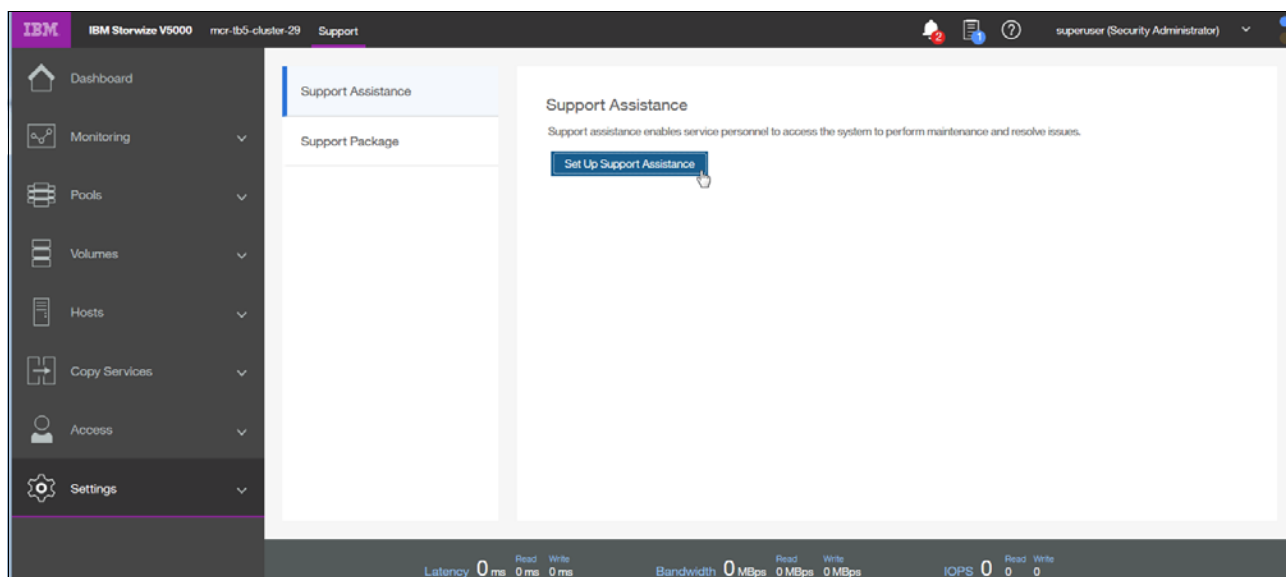 IBM IBM Storwize V5000 mcr-tb5-cluster-29 Support 2 1 ? superuser (Security Administrator)
Dashboard
Monitoring
Pools
Volumes
Hosts
Copy Services
Access
Settings
Support Assistance
Support Package
Support Assistance
Support assistance enables service personnel to access the system to perform maintenance and resolve issues.
Set Up Support Assistance
Latency 0 ms Read 0 ms Write 0 ms Bandwidth 0 MBps Read 0 MBps Write 0 MBps IOPS 0 Read 0 Write 0